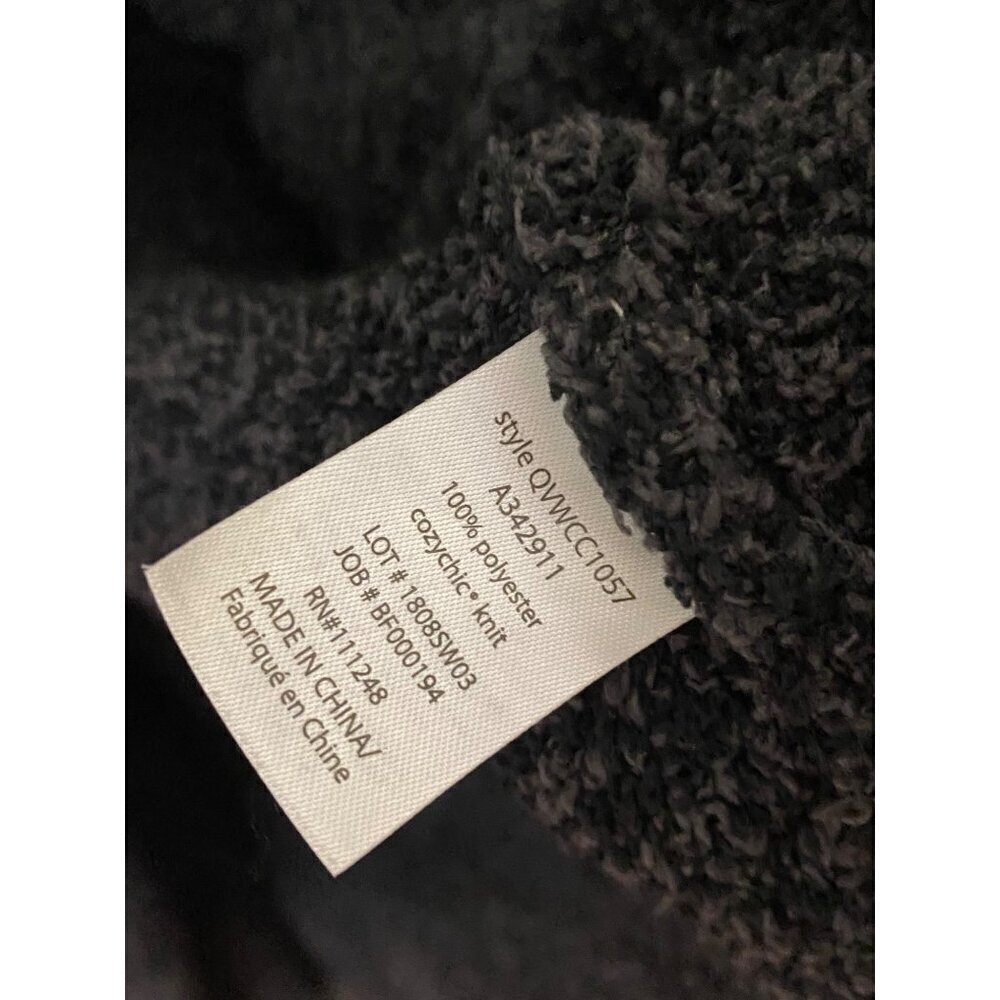 style QVWCC1057
A342911
100% polyester
cozychic® knit
LOT # 1808SW03
JOB # BF000194
RN#111248
MADE IN CHINA/
Fabriqué en Chine